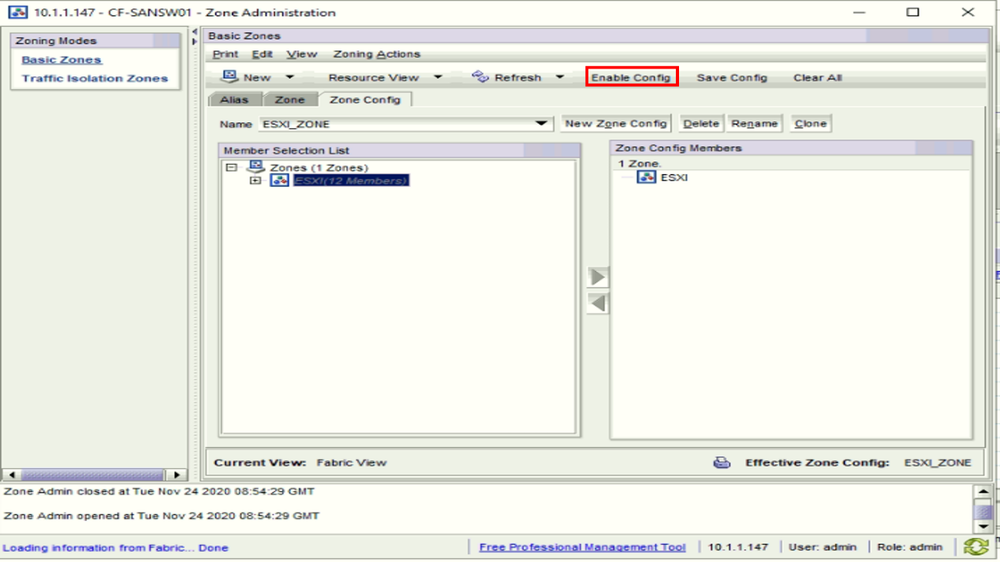 10.1.1.147 - CF-SANSW01 - Zone Administration
Zoning Modes
Basic Zones
Traffic Isolation Zones
Basic Zones
Print Edit View Zoning Actions
New Resource View Refresh Enable Config Save Config Clear All
Alias Zone Zone Config
Name ESXI_ZONE New Zone Config Delete Rename Clone
Member Selection List
Zones (1 Zones)
ESXI(12 Members)
Zone Config Members
1 Zone.
ESXI
Current View: Fabric View Effective Zone Config: ESXI_ZONE
Zone Admin closed at Tue Nov 24 2020 08:54:29 GMT
Zone Admin opened at Tue Nov 24 2020 08:54:29 GMT
Loading information from Fabric... Done Free Professional Management Tool 10.1.1.147 User: admin Role: admin